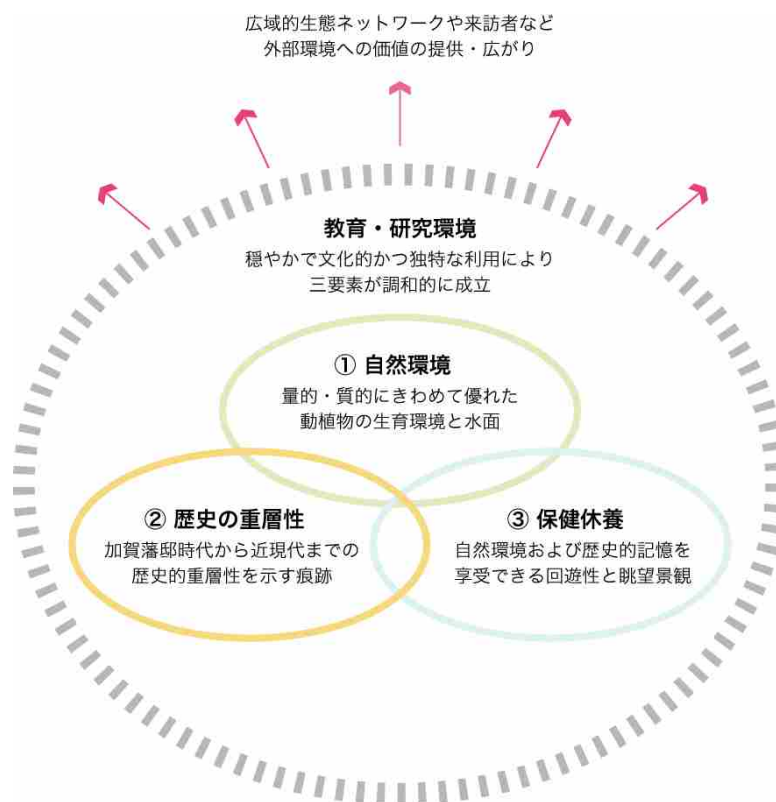 広域的生態ネットワークや来訪者など
外部環境への価値の提供・広がり
教育・研究環境
穏やかで文化的かつ独特な利用により
三要素が調和的に成立
① 自然環境
量的・質的にきわめて優れた
動植物の生育環境と水面
② 歴史の重層性
加賀藩邸時代から近現代までの
歴史的重層性を示す痕跡
③ 保健休養
自然環境および歴史的記憶を
享受できる回遊性と眺望景観